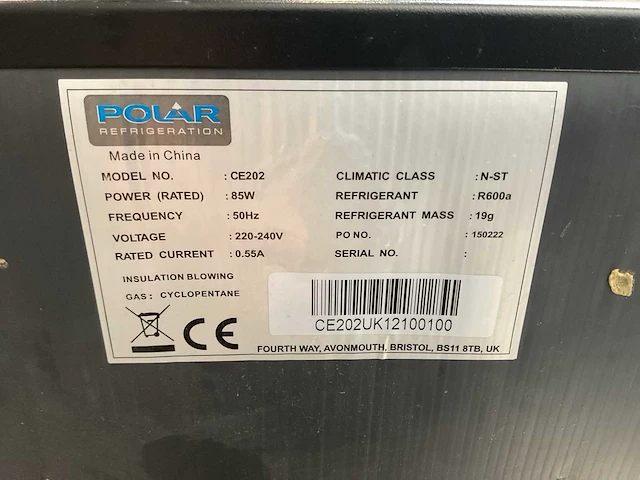 POLAR
REFRIGERATION
Made in China
MODEL NO. : CE202
POWER (RATED) : 85W
FREQUENCY : 50Hz
VOLTAGE : 220-240V
RATED CURRENT : 0.55A
INSULATION BLOWING
GAS: CYCLOPENTANE
CLIMATIC CLASS : N-ST
REFRIGERANT : R600a
REFRIGERANT MASS : 19g
PO NO. : 150222
SERIAL NO. :
CE202UK12100100
CE
FOURTH WAY, AVONMOUTH, BRISTOL, BS11 8TB, UK